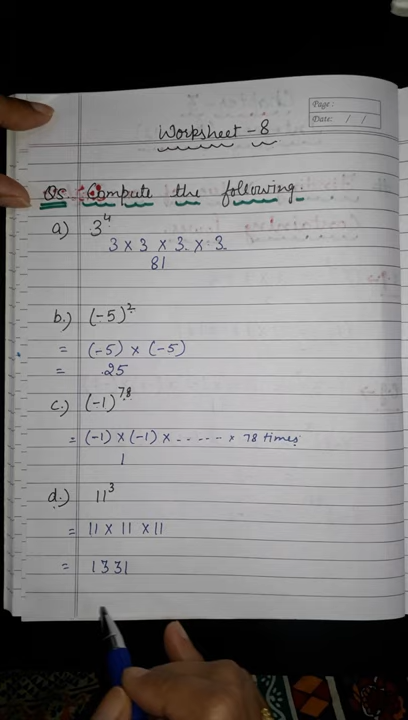 Page:
Date: / /
Worksheet - 8
Q5. Compute the following.
a) 3⁴
3 × 3 × 3 × 3
81
b.) (-5)²
= (-5) × (-5)
= 25
c.) (-1)⁷⁸
= (-1) × (-1) × - - - - - × 78 times
1
d.) 11³
= 11 × 11 × 11
= 1331